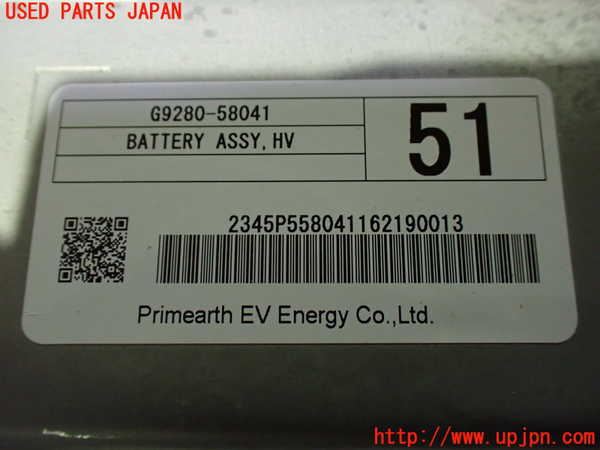 USED PARTS JAPAN
G9280-58041
BATTERY ASSY,HV
51
2345P558041162190013
Primearth EV Energy Co.,Ltd.
http://www.upjpn.com/